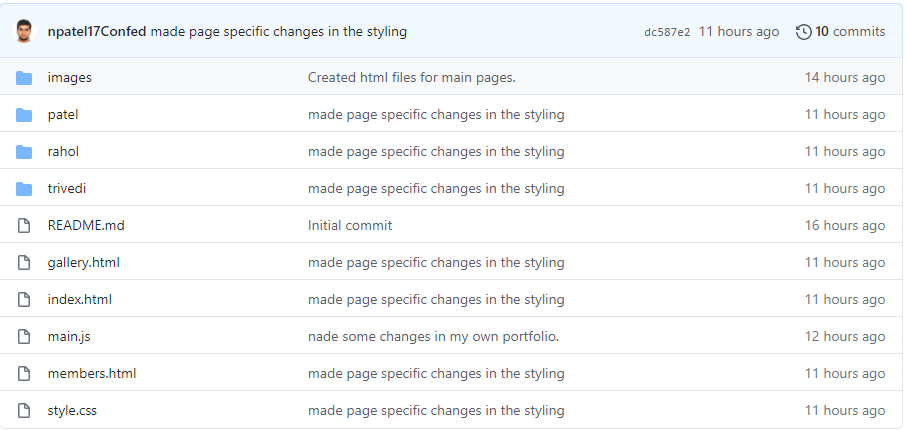 npatel17Confed made page specific changes in the styling dc587e2 11 hours ago 10 commits
images Created html files for main pages. 14 hours ago
patel made page specific changes in the styling 11 hours ago
rahol made page specific changes in the styling 11 hours ago
trivedi made page specific changes in the styling 11 hours ago
README.md Initial commit 16 hours ago
gallery.html made page specific changes in the styling 11 hours ago
index.html made page specific changes in the styling 11 hours ago
main.js nade some changes in my own portfolio. 12 hours ago
members.html made page specific changes in the styling 11 hours ago
style.css made page specific changes in the styling 11 hours ago